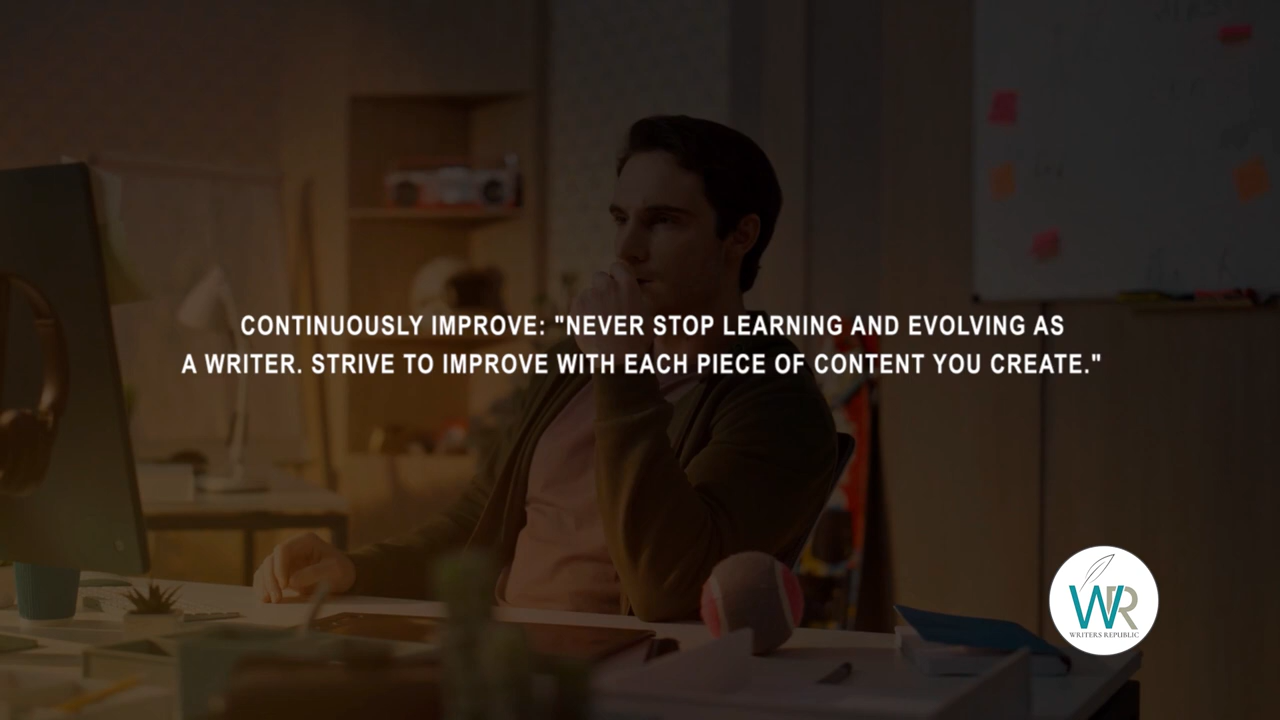 CONTINUOUSLY IMPROVE: "NEVER STOP LEARNING AND EVOLVING AS
A WRITER. STRIVE TO IMPROVE WITH EACH PIECE OF CONTENT YOU CREATE."
WR
WRITERS REPUBLIC